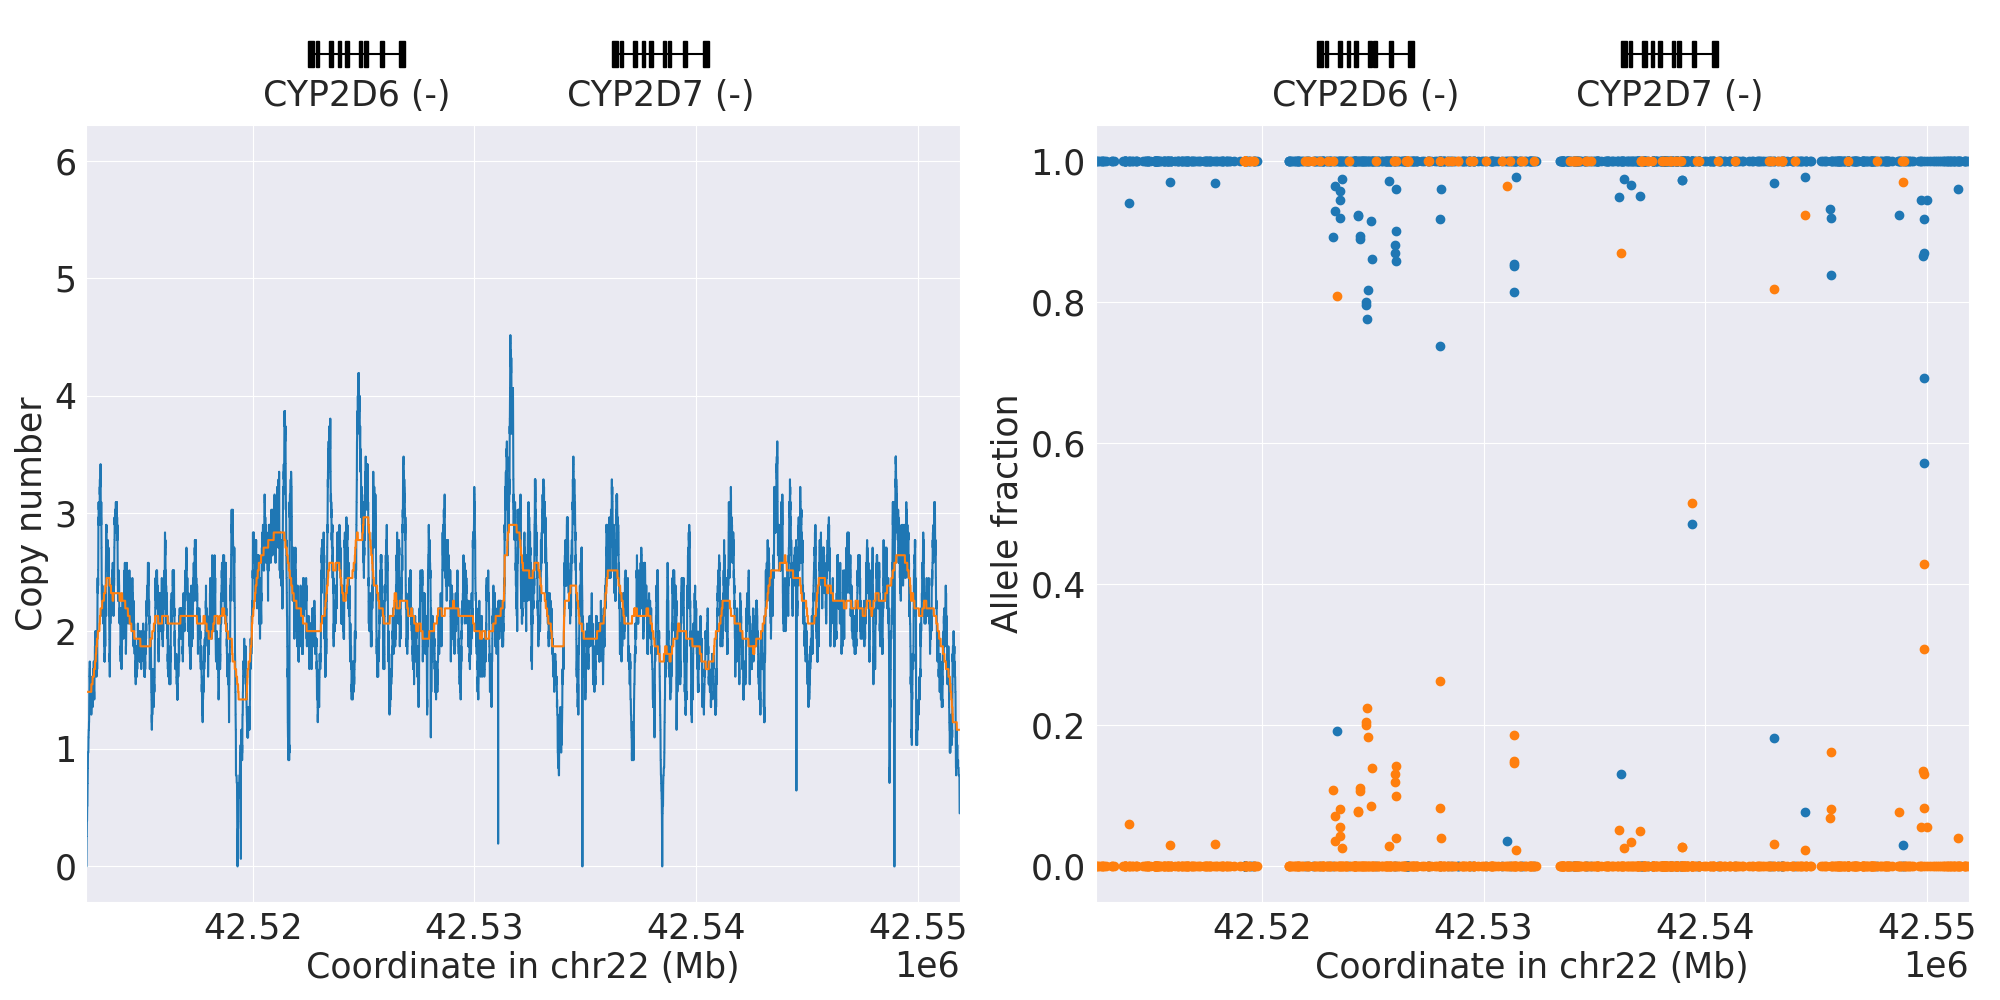 CYP2D6 (-) CYP2D7 (-)
Copy number
6
5
4
3
2
1
0
42.52 42.53 42.54 42.55
Coordinate in chr22 (Mb)
1e6
CYP2D6 (-) CYP2D7 (-)
Allele fraction
1.0
0.8
0.6
0.4
0.2
0.0
42.52 42.53 42.54 42.55
Coordinate in chr22 (Mb)
1e6